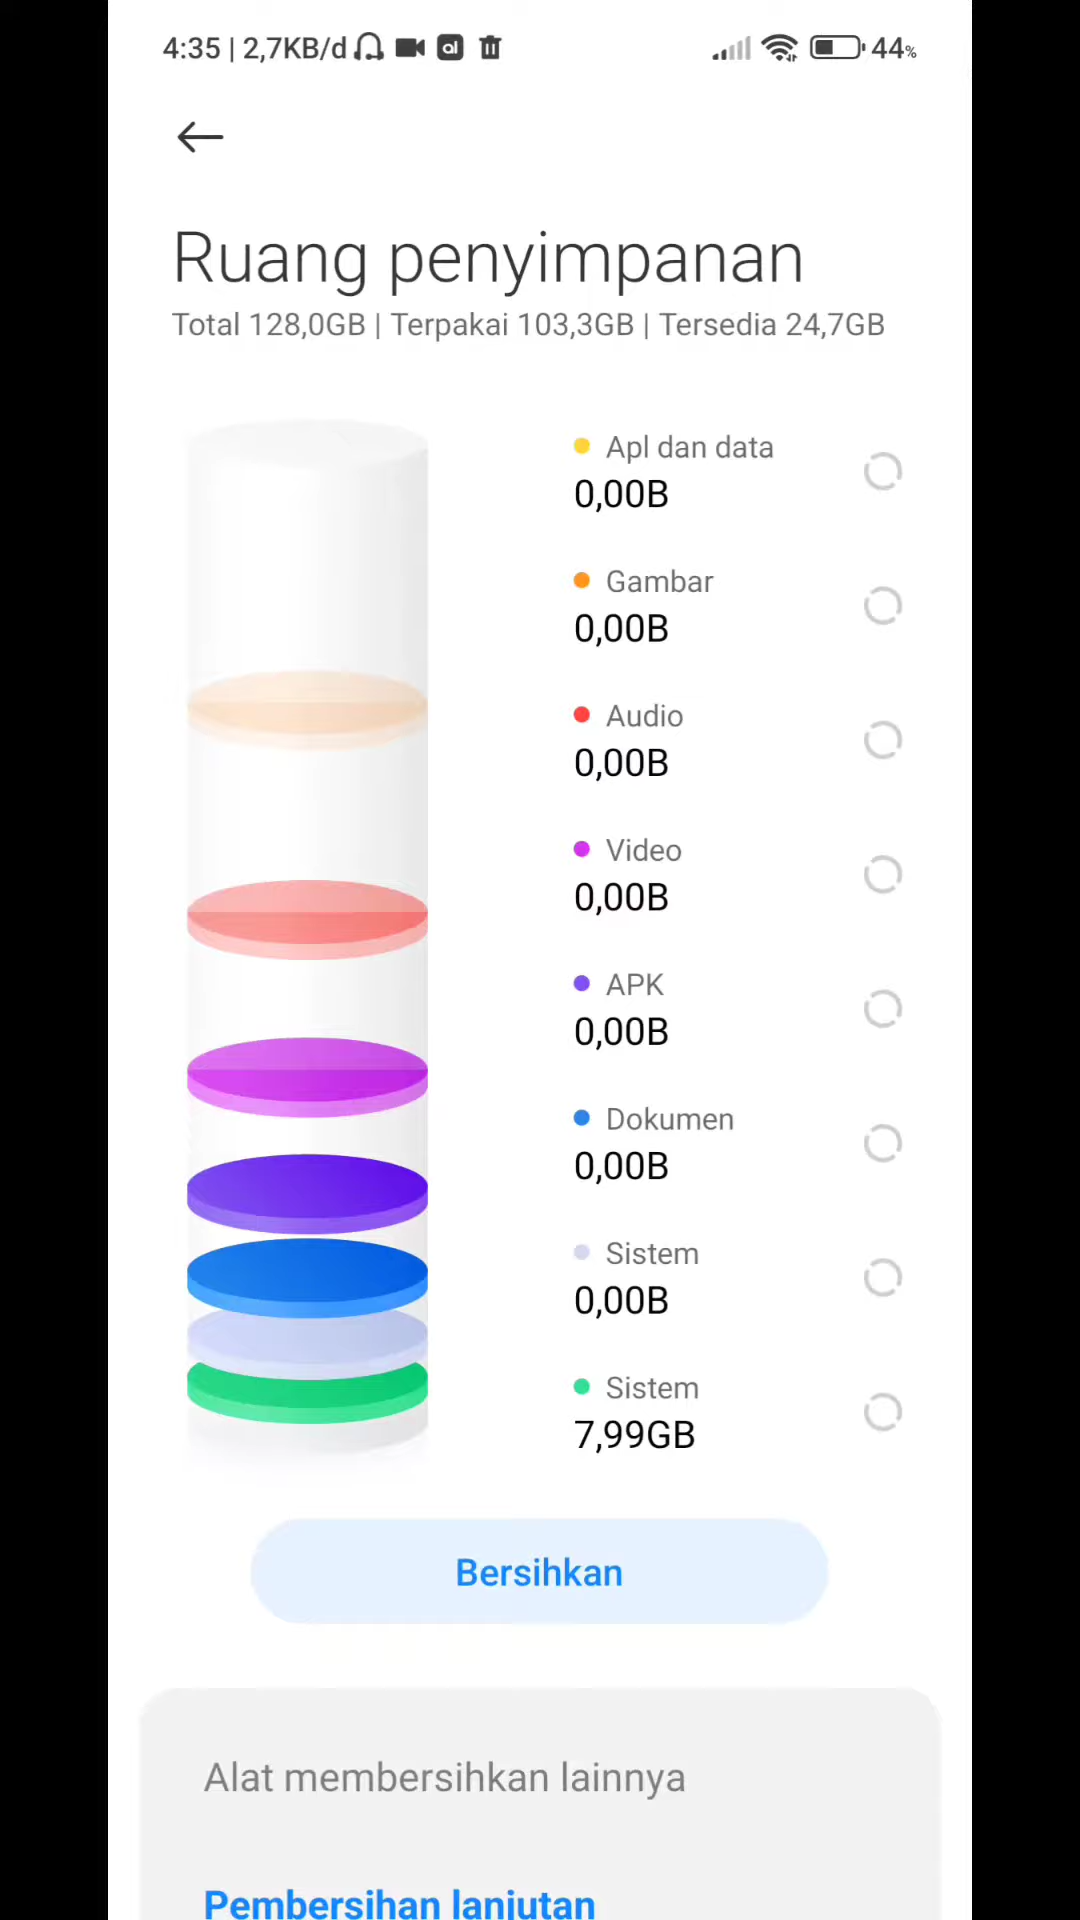 4:35 | 2,7KB/d al 44%
Ruang penyimpanan
Total 128,0GB | Terpakai 103,3GB | Tersedia 24,7GB
Apl dan data
0,00B
Gambar
0,00B
Audio
0,00B
Video
0,00B
APK
0,00B
Dokumen
0,00B
Sistem
0,00B
Sistem
7,99GB
Bersihkan
Alat membersihkan lainnya
Pembersihan lanjutan